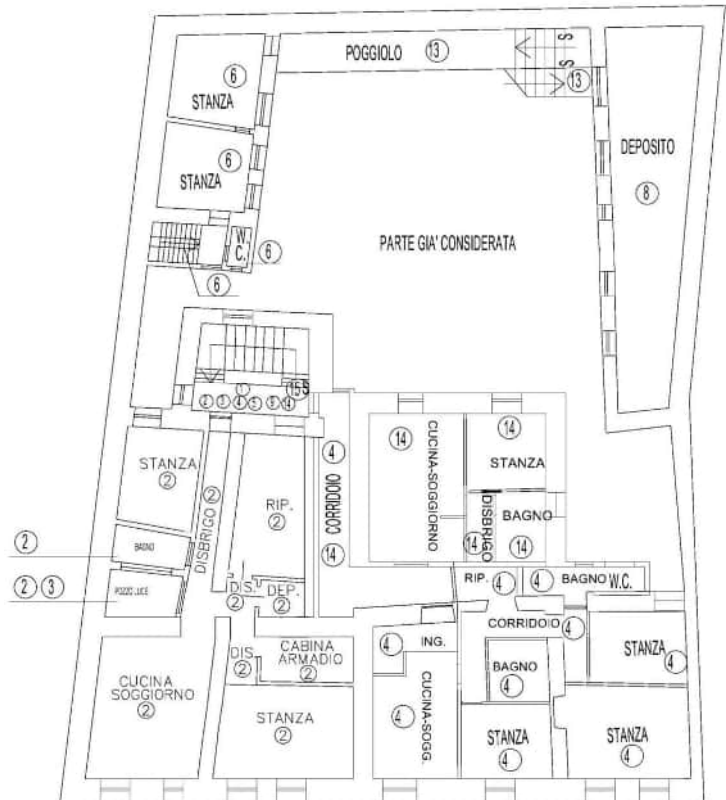 POGGIOLO 13
S
S
13
6
STANZA
6
STANZA
DEPOSITO
8
W.
C.
6
PARTE GIA' CONSIDERATA
6
1
15 S
2 3 4 5 9 14
STANZA
2
DISBRIGO 2
RIP.
2
4
CORRIDOIO
14
14
CUCINA-SOGGIORNO
14
STANZA
DISBRIGO
14
BAGNO
14
2
BAGNO
2 - 3
POZZO LUCE
DIS.
2
DEP.
2
RIP.
4
4
BAGNO W.C.
CORRIDOIO
4
4
ING.
DIS.
2
CABINA
ARMADIO
2
STANZA
4
BAGNO
4
CUCINA
SOGGIORNO
2
STANZA
2
CUCINA-SOGG.
4
STANZA
4
STANZA
4